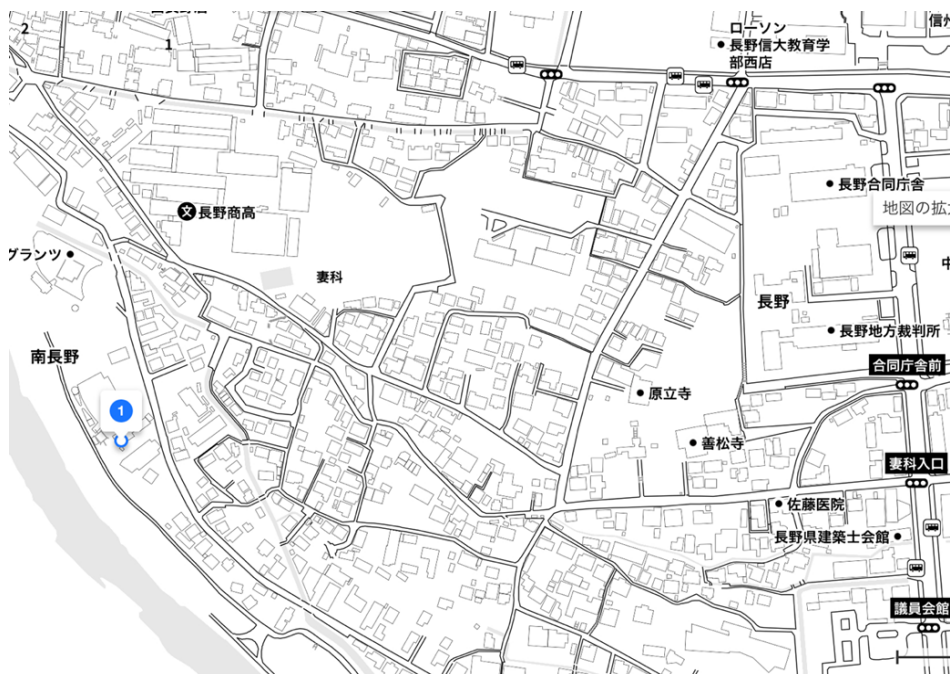 2
1
ローソン
長野信大教育学
部西店
長野合同庁舎
地図の拡
文
長野商高
グランツ
妻科
長野
長野地方裁判所
南長野
合同庁舎前
1
原立寺
善松寺
妻科入口
佐藤医院
長野県建築士会館
議員会館